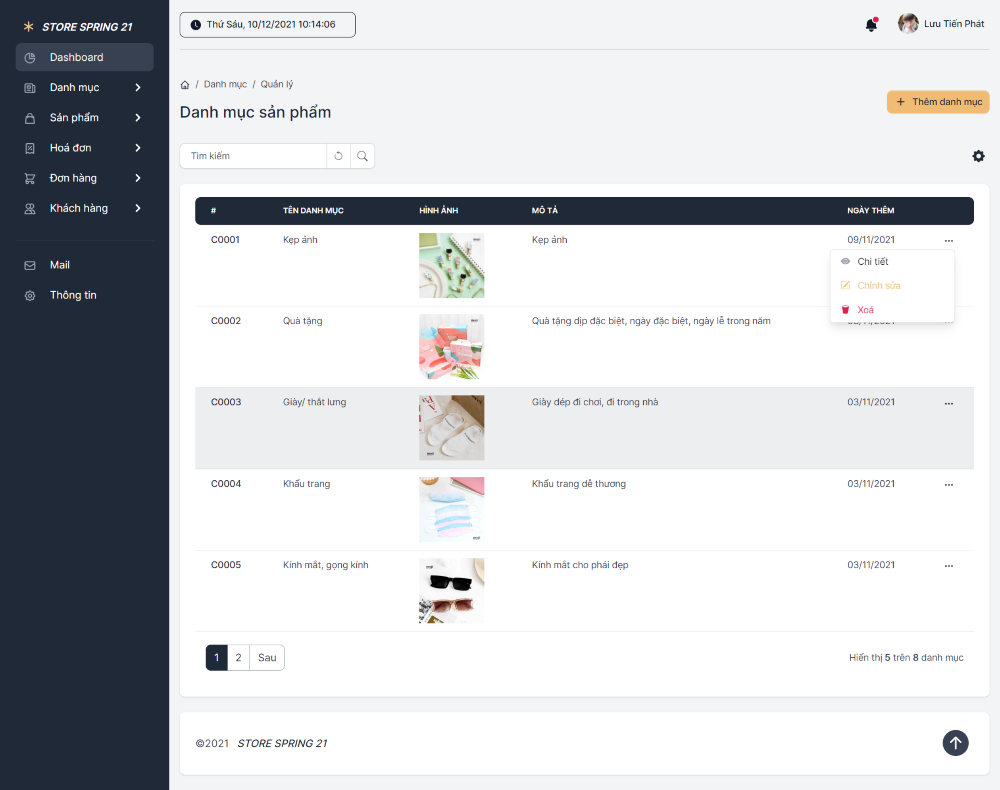 STORE SPRING 21
Dashboard
Danh mục
Sản phẩm
Hoá đơn
Đơn hàng
Khách hàng
Mail
Thông tin
Thứ Sáu, 10/12/2021 10:14:06
Lưu Tiến Phát
/ Danh mục / Quản lý
Danh mục sản phẩm
+ Thêm danh mục
Tìm kiếm
# TÊN DANH MỤC HÌNH ẢNH MÔ TẢ NGÀY THÊM
C0001 Kẹp ảnh moji Kẹp ảnh 09/11/2021 ...
Chi tiết
Chỉnh sửa
Xoá
C0002 Quà tặng moji Quà tặng dịp đặc biệt, ngày đặc biệt, ngày lễ trong năm
C0003 Giày/ thắt lưng moji Giày dép đi chơi, đi trong nhà 03/11/2021 ...
C0004 Khẩu trang moji Khẩu trang dễ thương 03/11/2021 ...
C0005 Kính mắt, gọng kính moji Kính mắt cho phái đẹp 03/11/2021 ...
1 2 Sau
Hiển thị 5 trên 8 danh mục
©2021 STORE SPRING 21